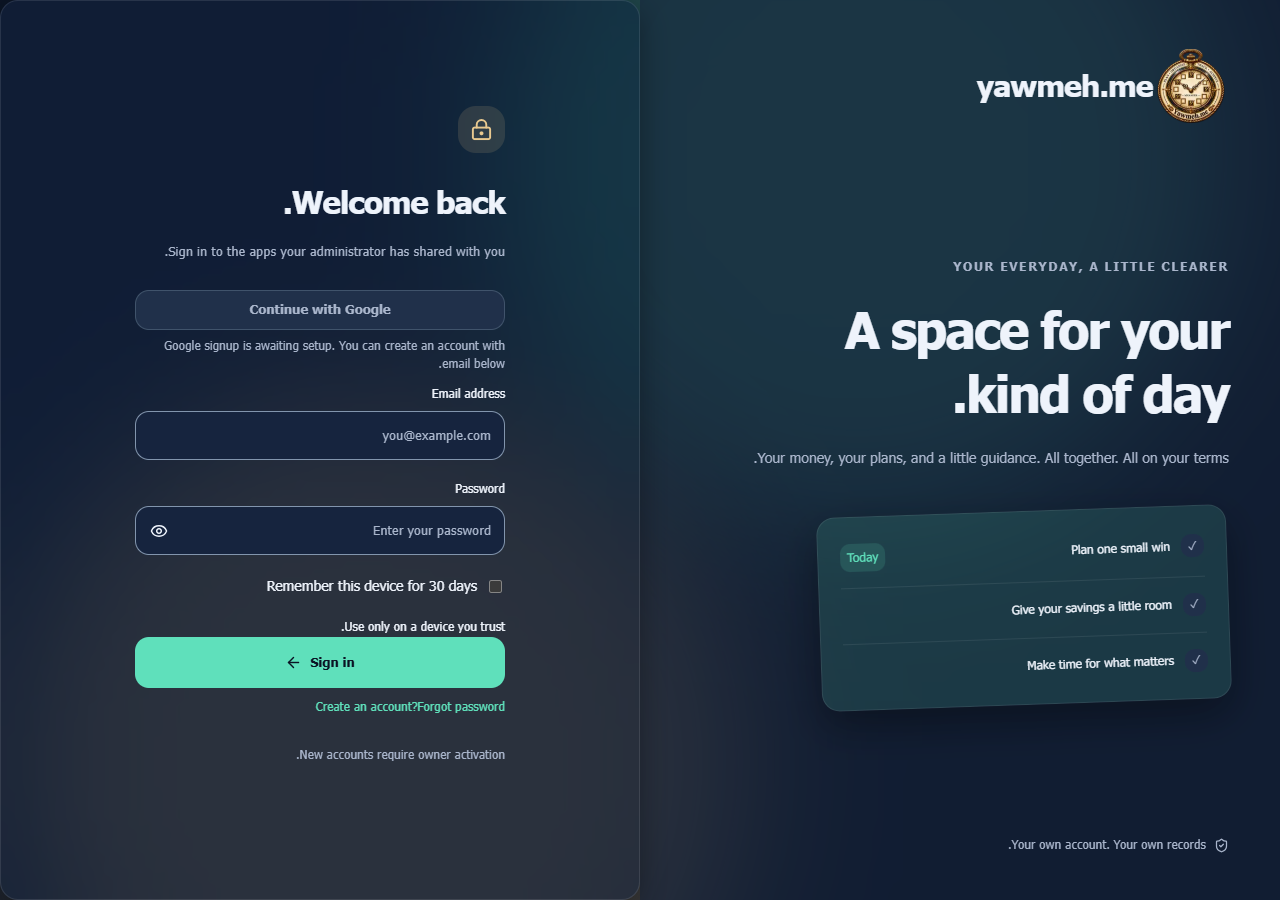 yawmeh.me
YOUR EVERYDAY, A LITTLE CLEARER
A space for your
.kind of day
.Your money, your plans, and a little guidance. All together. All on your terms
Plan one small win
Today
Give your savings a little room
Make time for what matters
.Your own account. Your own records
.Welcome back
.Sign in to the apps your administrator has shared with you
Continue with Google
Google signup is awaiting setup. You can create an account with
.email below
Email address
you@example.com
Password
Enter your password
Remember this device for 30 days
.Use only on a device you trust
Sign in
Create an account?Forgot password
.New accounts require owner activation